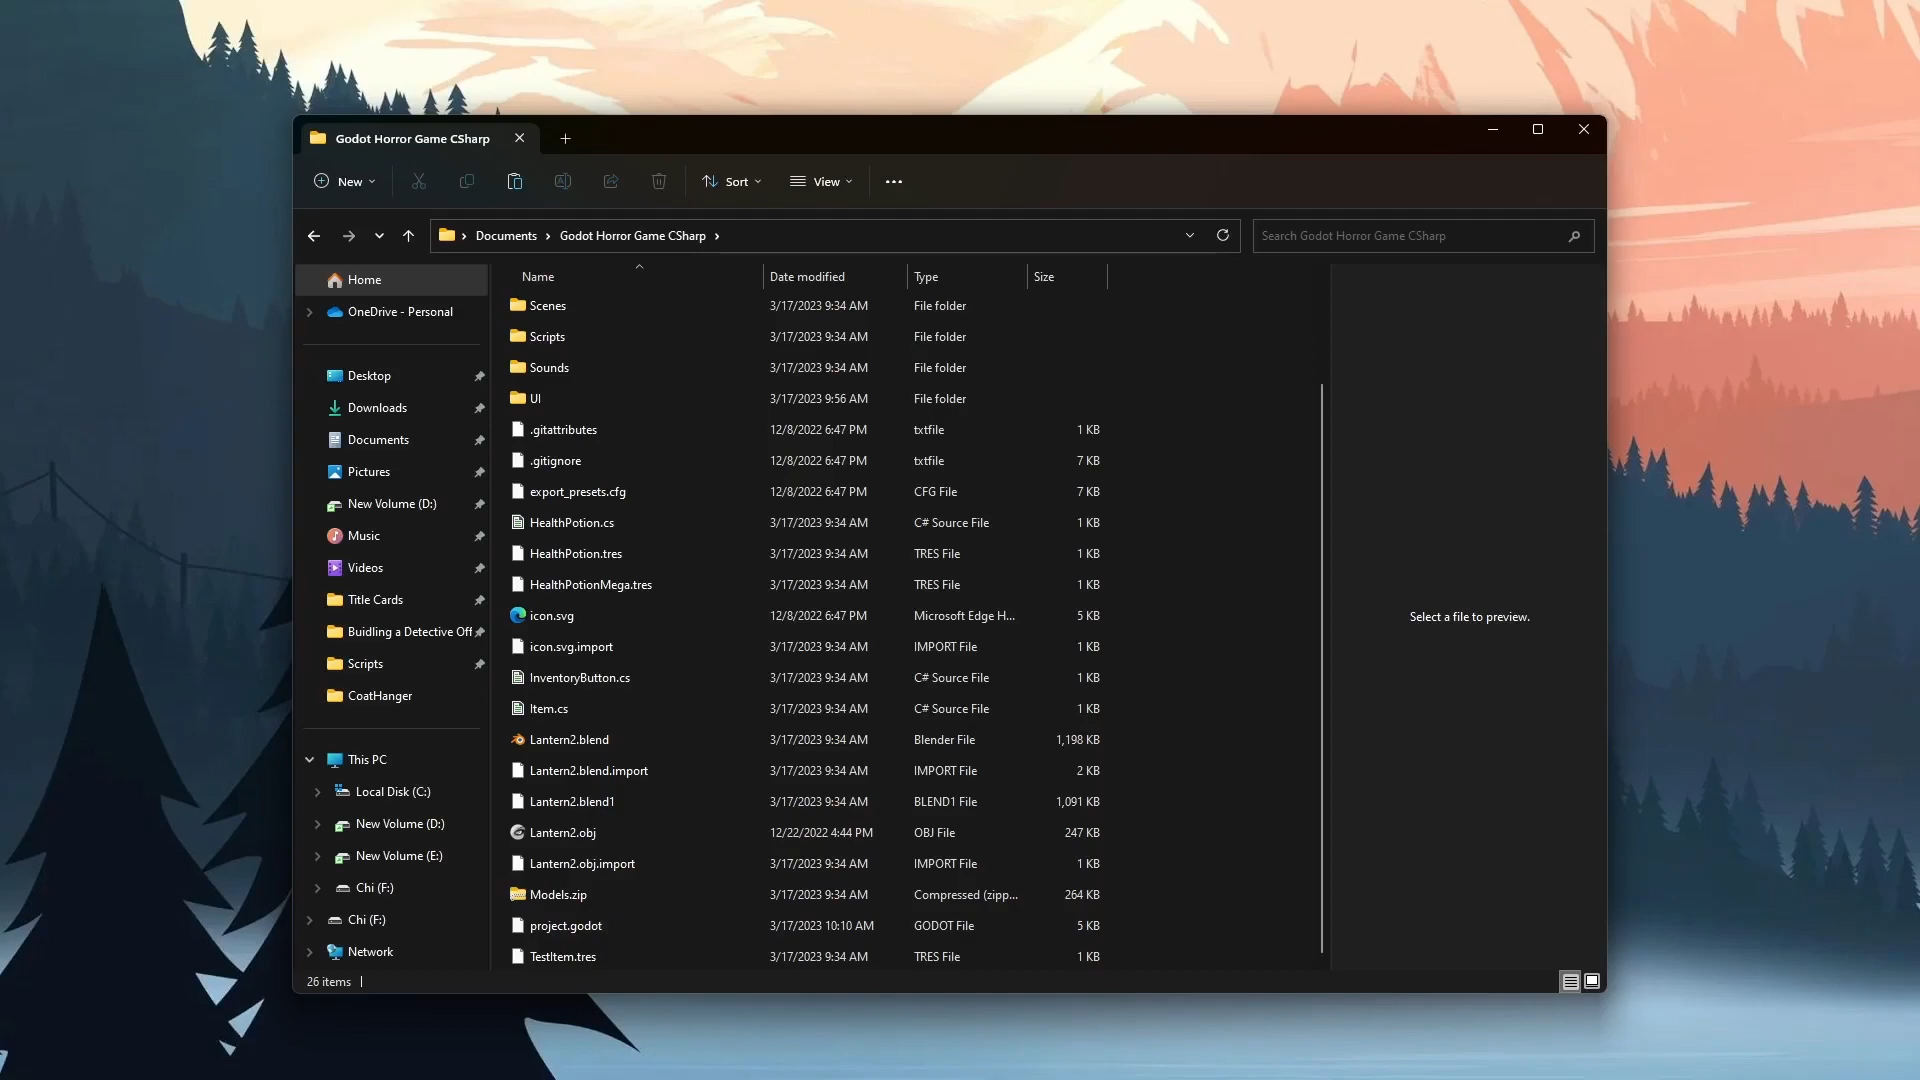 Godot Horror Game CSharp
New
Sort
View
Documents
Godot Horror Game CSharp
Search Godot Horror Game CSharp
Home
OneDrive - Personal
Desktop
Downloads
Documents
Pictures
New Volume (D:)
Music
Videos
Title Cards
Buidling a Detective Off
Scripts
CoatHanger
This PC
Local Disk (C:)
New Volume (D:)
New Volume (E:)
Chi (F:)
Chi (F:)
Network
Name Date modified Type Size
Scenes 3/17/2023 9:34 AM File folder
Scripts 3/17/2023 9:34 AM File folder
Sounds 3/17/2023 9:34 AM File folder
UI 3/17/2023 9:56 AM File folder
.gitattributes 12/8/2022 6:47 PM txtfile 1 KB
.gitignore 12/8/2022 6:47 PM txtfile 7 KB
export_presets.cfg 12/8/2022 6:47 PM CFG File 7 KB
HealthPotion.cs 3/17/2023 9:34 AM C# Source File 1 KB
HealthPotion.tres 3/17/2023 9:34 AM TRES File 1 KB
HealthPotionMega.tres 3/17/2023 9:34 AM TRES File 1 KB
icon.svg 12/8/2022 6:47 PM Microsoft Edge H... 5 KB
icon.svg.import 3/17/2023 9:34 AM IMPORT File 1 KB
InventoryButton.cs 3/17/2023 9:34 AM C# Source File 1 KB
Item.cs 3/17/2023 9:34 AM C# Source File 1 KB
Lantern2.blend 3/17/2023 9:34 AM Blender File 1,198 KB
Lantern2.blend.import 3/17/2023 9:34 AM IMPORT File 2 KB
Lantern2.blend1 3/17/2023 9:34 AM BLEND1 File 1,091 KB
Lantern2.obj 12/22/2022 4:44 PM OBJ File 247 KB
Lantern2.obj.import 3/17/2023 9:34 AM IMPORT File 1 KB
Models.zip 3/17/2023 9:34 AM Compressed (zipp... 264 KB
project.godot 3/17/2023 10:10 AM GODOT File 5 KB
TestItem.tres 3/17/2023 9:34 AM TRES File 1 KB
Select a file to preview.
26 items